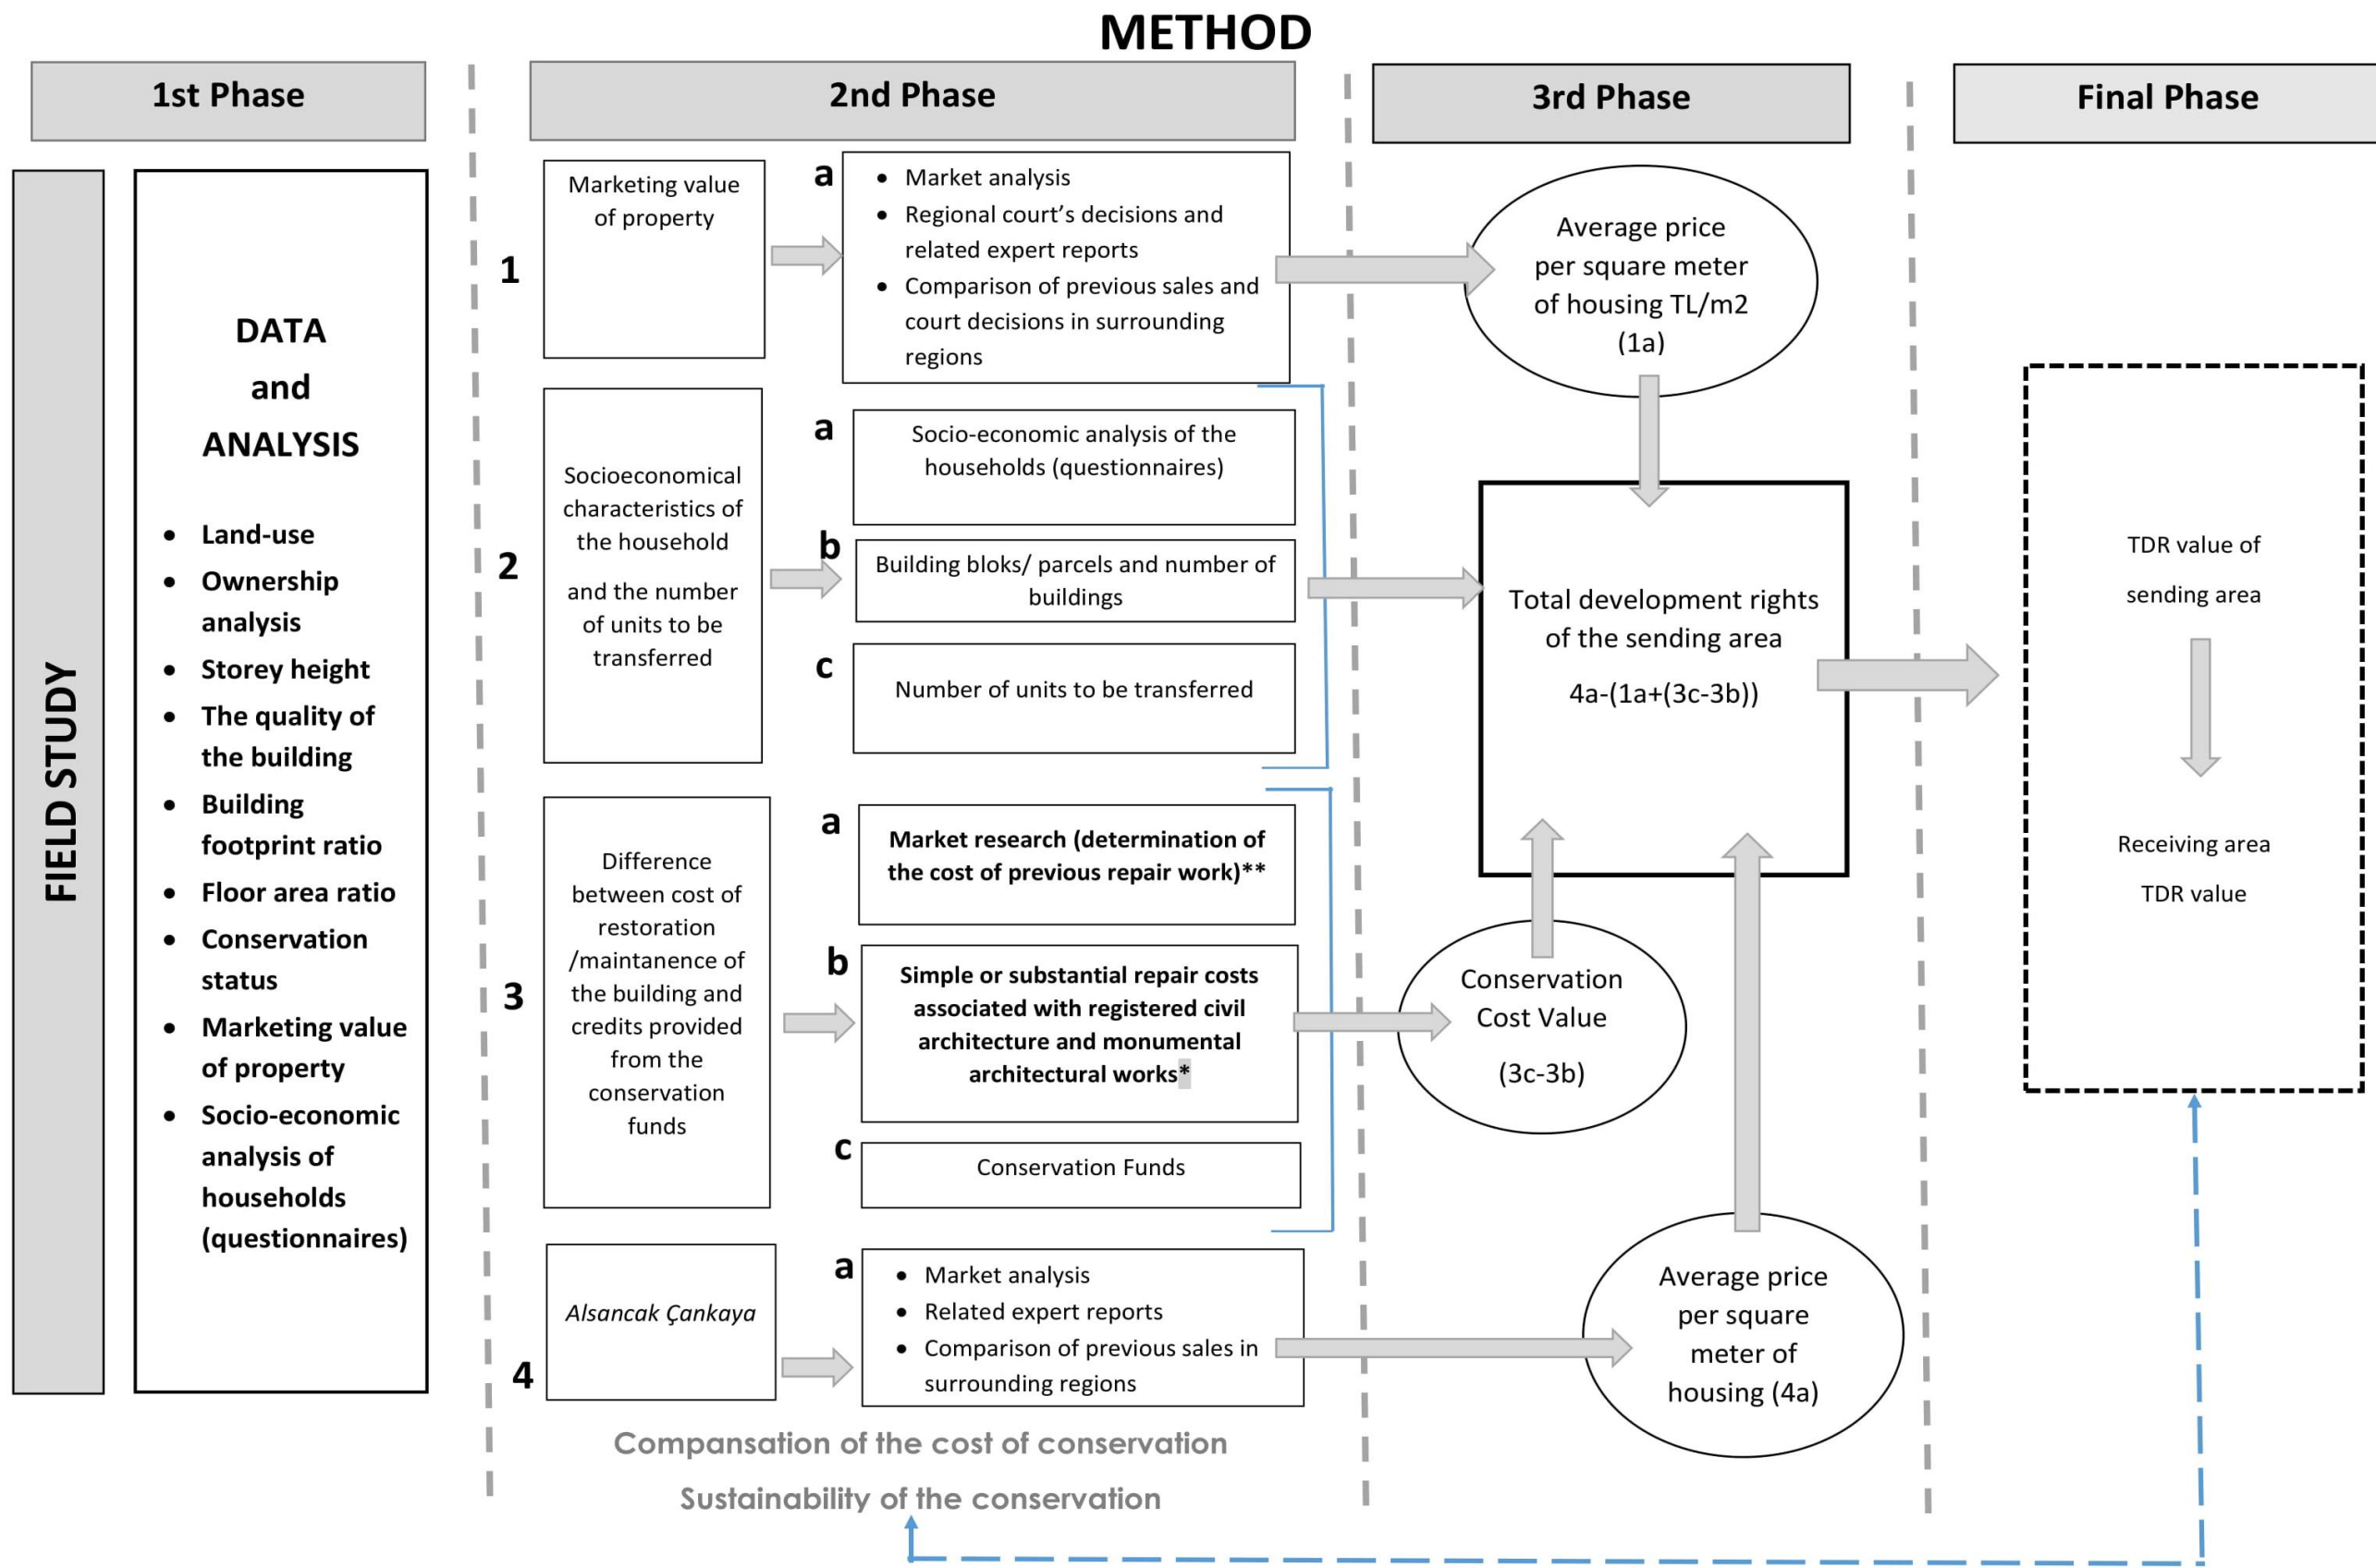 METHOD
1st Phase
2nd Phase
3rd Phase
Final Phase
FIELD STUDY
DATA
and
ANALYSIS
• Land-use
• Ownership
analysis
• Storey height
• The quality of
the building
• Building
footprint ratio
• Floor area ratio
• Conservation
status
• Marketing value
of property
• Socio-economic
analysis of
households
(questionnaires)
1
Marketing value
of property
a
• Market analysis
• Regional court’s decisions and
related expert reports
• Comparison of previous sales and
court decisions in surrounding
regions
2
Socioeconomical
characteristics of
the household
and the number
of units to be
transferred
a
Socio-economic analysis of the
households (questionnaires)
b
Building bloks/ parcels and number of
buildings
c
Number of units to be transferred
3
Difference
between cost of
restoration
/maintanence of
the building and
credits provided
from the
conservation
funds
a
Market research (determination of
the cost of previous repair work)**
b
Simple or substantial repair costs
associated with registered civil
architecture and monumental
architectural works*
c
Conservation Funds
4
Alsancak Çankaya
a
• Market analysis
• Related expert reports
• Comparison of previous sales in
surrounding regions
Compansation of the cost of conservation
Sustainability of the conservation
Average price
per square meter
of housing TL/m2
(1a)
Total development rights
of the sending area
4a-(1a+(3c-3b))
Conservation
Cost Value
(3c-3b)
Average price
per square
meter of
housing (4a)
TDR value of
sending area
Receiving area
TDR value